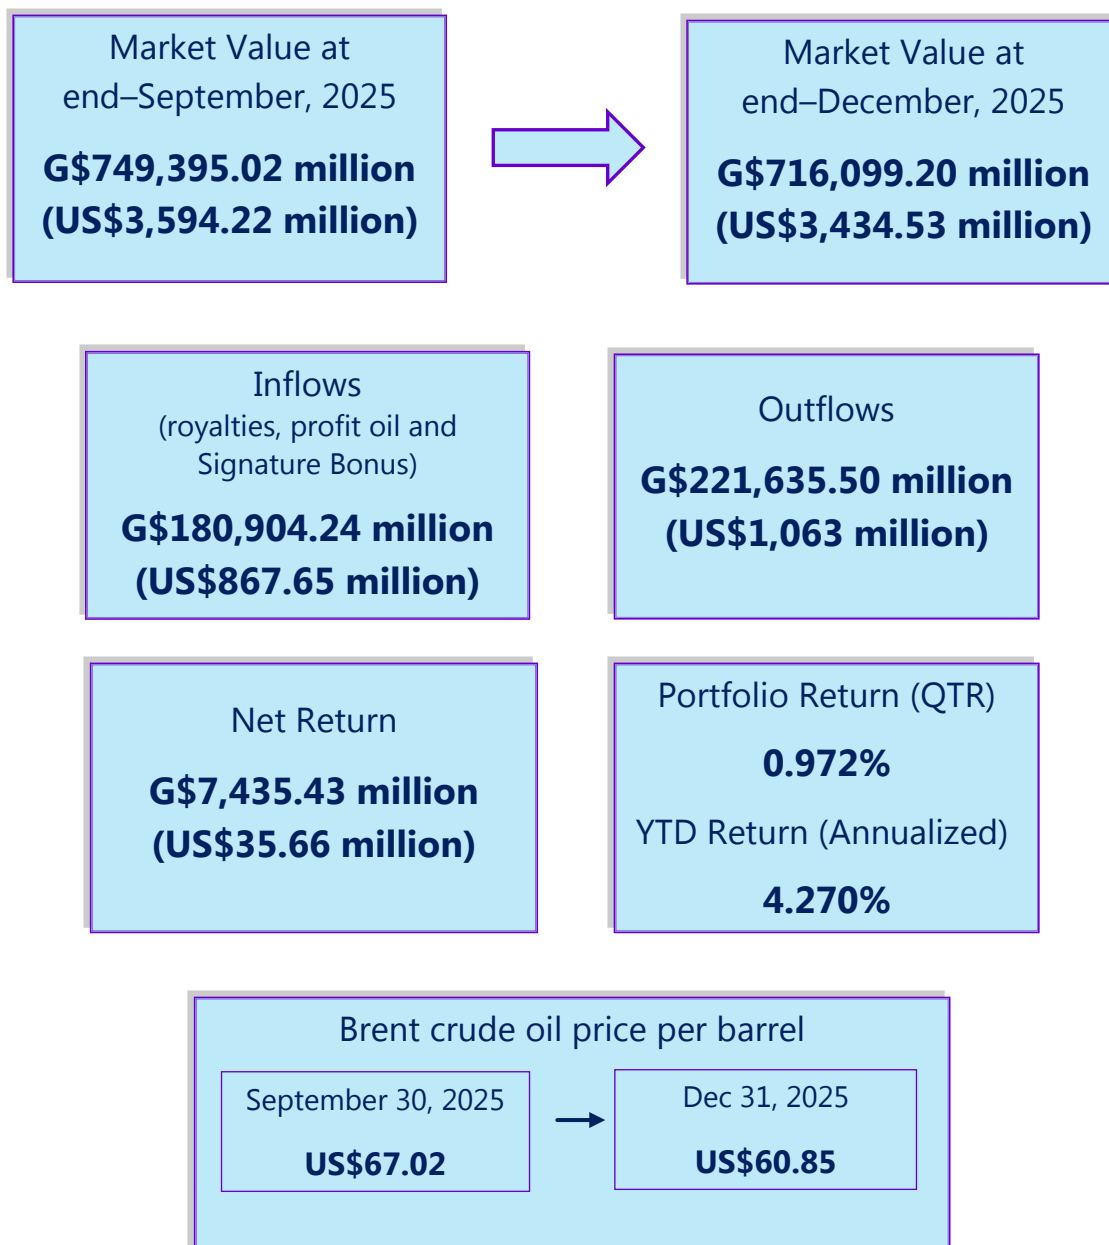 Market Value at
end–September, 2025
G$749,395.02 million
(US$3,594.22 million)
Market Value at
end–December, 2025
G$716,099.20 million
(US$3,434.53 million)
Inflows
(royalties, profit oil and
Signature Bonus)
G$180,904.24 million
(US$867.65 million)
Outflows
G$221,635.50 million
(US$1,063 million)
Net Return
G$7,435.43 million
(US$35.66 million)
Portfolio Return (QTR)
0.972%
YTD Return (Annualized)
4.270%
Brent crude oil price per barrel
September 30, 2025
US$67.02
Dec 31, 2025
US$60.85